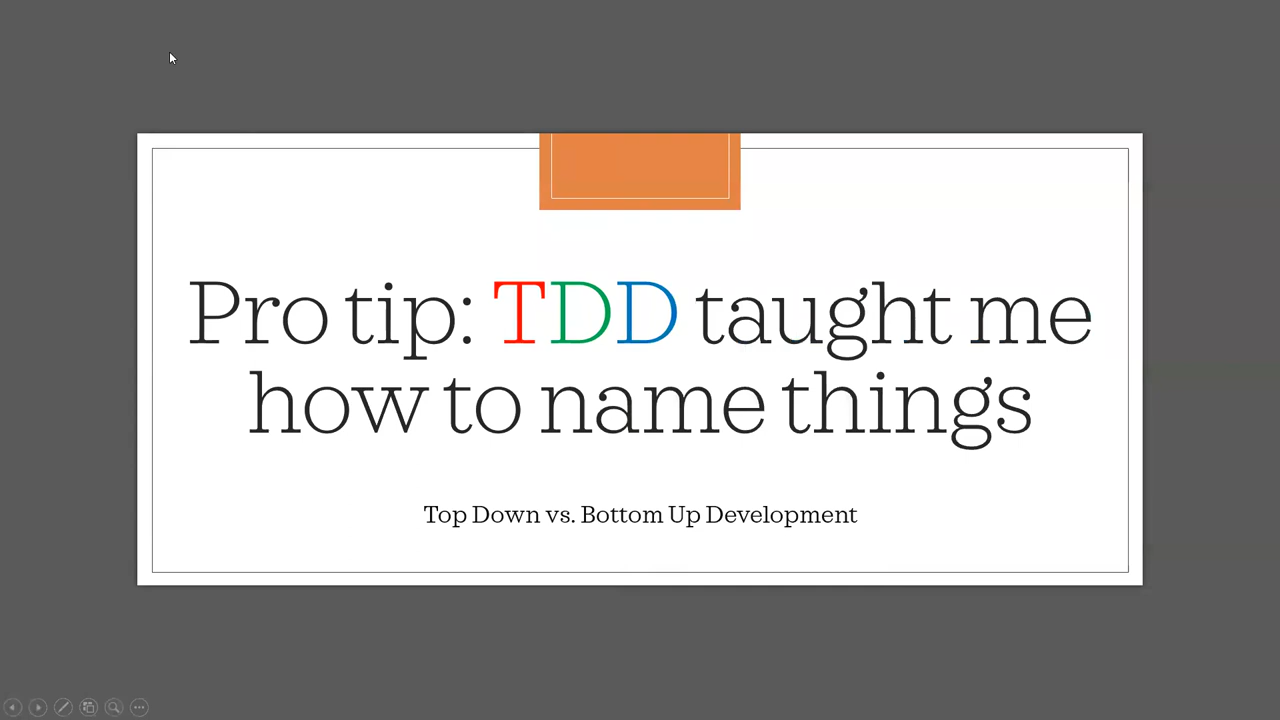 Pro tip: TDD taught me
how to name things
Top Down vs. Bottom Up Development